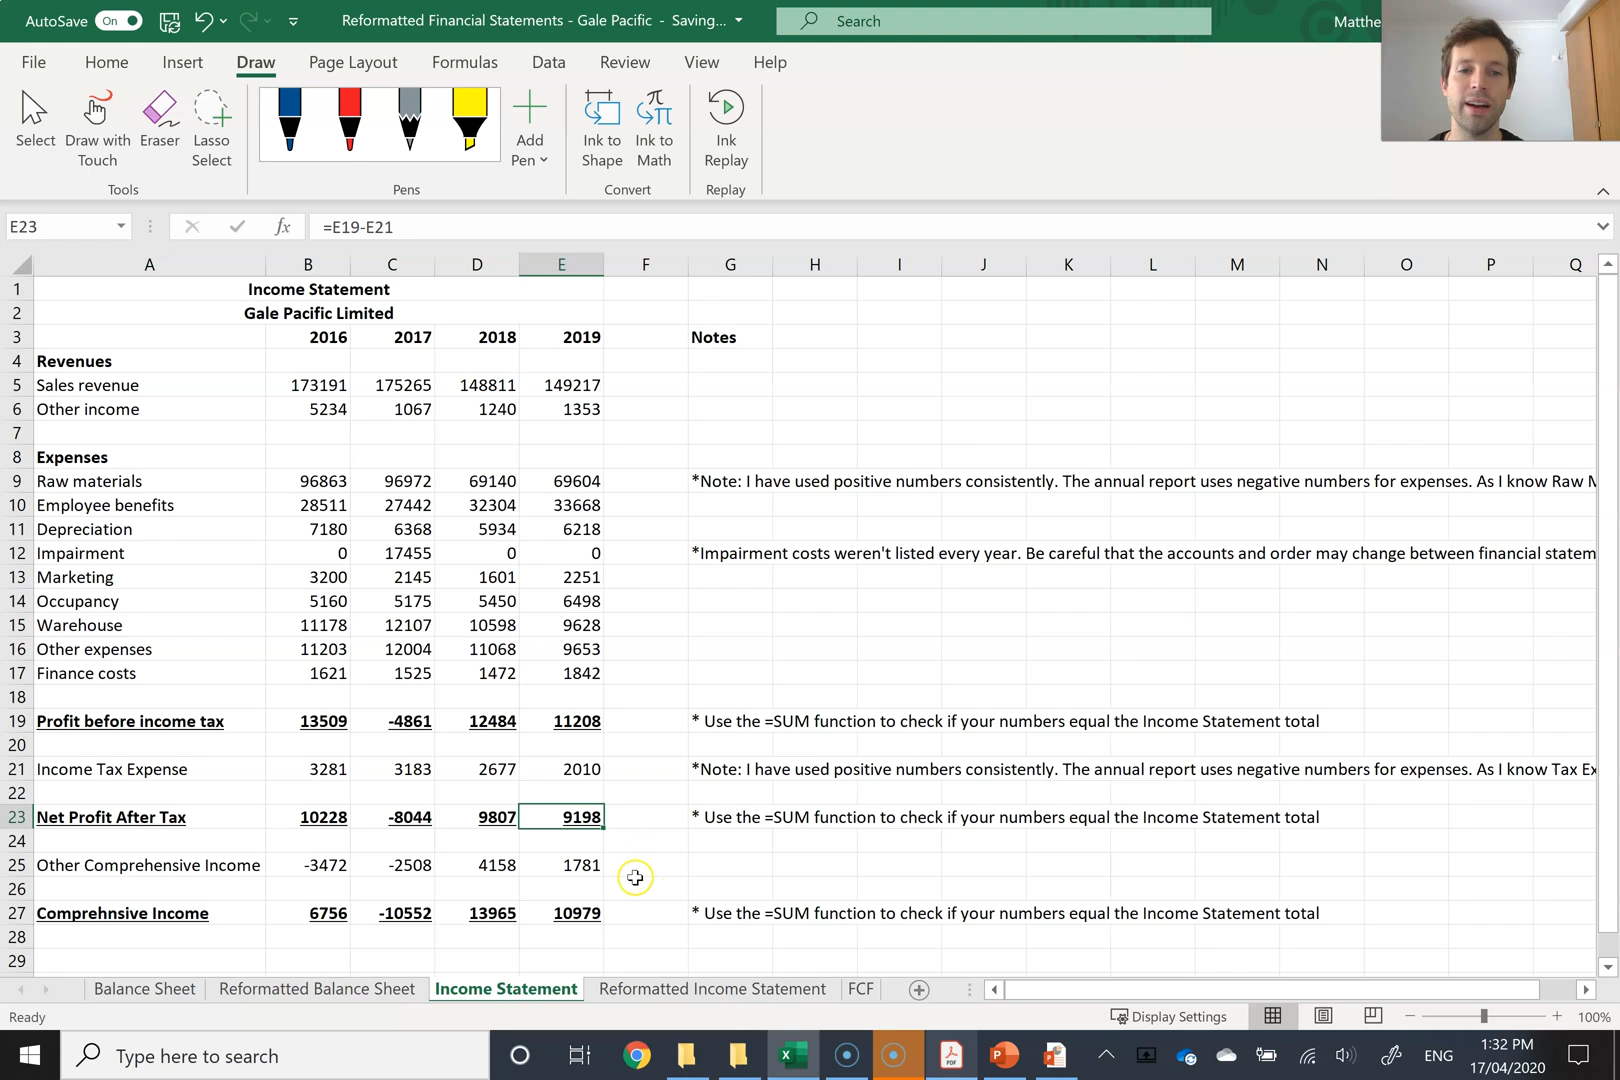 AutoSave On Reformatted Financial Statements - Gale Pacific - Saving... Search Matthe
File Home Insert Draw Page Layout Formulas Data Review View Help
Select Draw with Touch Eraser Lasso Select Add Pen Ink to Shape Ink to Math Ink Replay
Tools Pens Convert Replay
E23 fx =E19-E21
A B C D E F G H I J K L M N O P Q
1 Income Statement
2 Gale Pacific Limited
3 2016 2017 2018 2019 Notes
4 Revenues
5 Sales revenue 173191 175265 148811 149217
6 Other income 5234 1067 1240 1353
7
8 Expenses
9 Raw materials 96863 96972 69140 69604 *Note: I have used positive numbers consistently. The annual report uses negative numbers for expenses. As I know Raw
10 Employee benefits 28511 27442 32304 33668
11 Depreciation 7180 6368 5934 6218
12 Impairment 0 17455 0 0 *Impairment costs weren't listed every year. Be careful that the accounts and order may change between financial statem
13 Marketing 3200 2145 1601 2251
14 Occupancy 5160 5175 5450 6498
15 Warehouse 11178 12107 10598 9628
16 Other expenses 11203 12004 11068 9653
17 Finance costs 1621 1525 1472 1842
18
19 Profit before income tax 13509 -4861 12484 11208 * Use the =SUM function to check if your numbers equal the Income Statement total
20
21 Income Tax Expense 3281 3183 2677 2010 *Note: I have used positive numbers consistently. The annual report uses negative numbers for expenses. As I know Tax Ex
22
23 Net Profit After Tax 10228 -8044 9807 9198 * Use the =SUM function to check if your numbers equal the Income Statement total
24
25 Other Comprehensive Income -3472 -2508 4158 1781
26
27 Comprehnsive Income 6756 -10552 13965 10979 * Use the =SUM function to check if your numbers equal the Income Statement total
28
29
Balance Sheet Reformatted Balance Sheet Income Statement Reformatted Income Statement FCF
Ready Display Settings 100%
Type here to search ENG 1:32 PM
17/04/2020